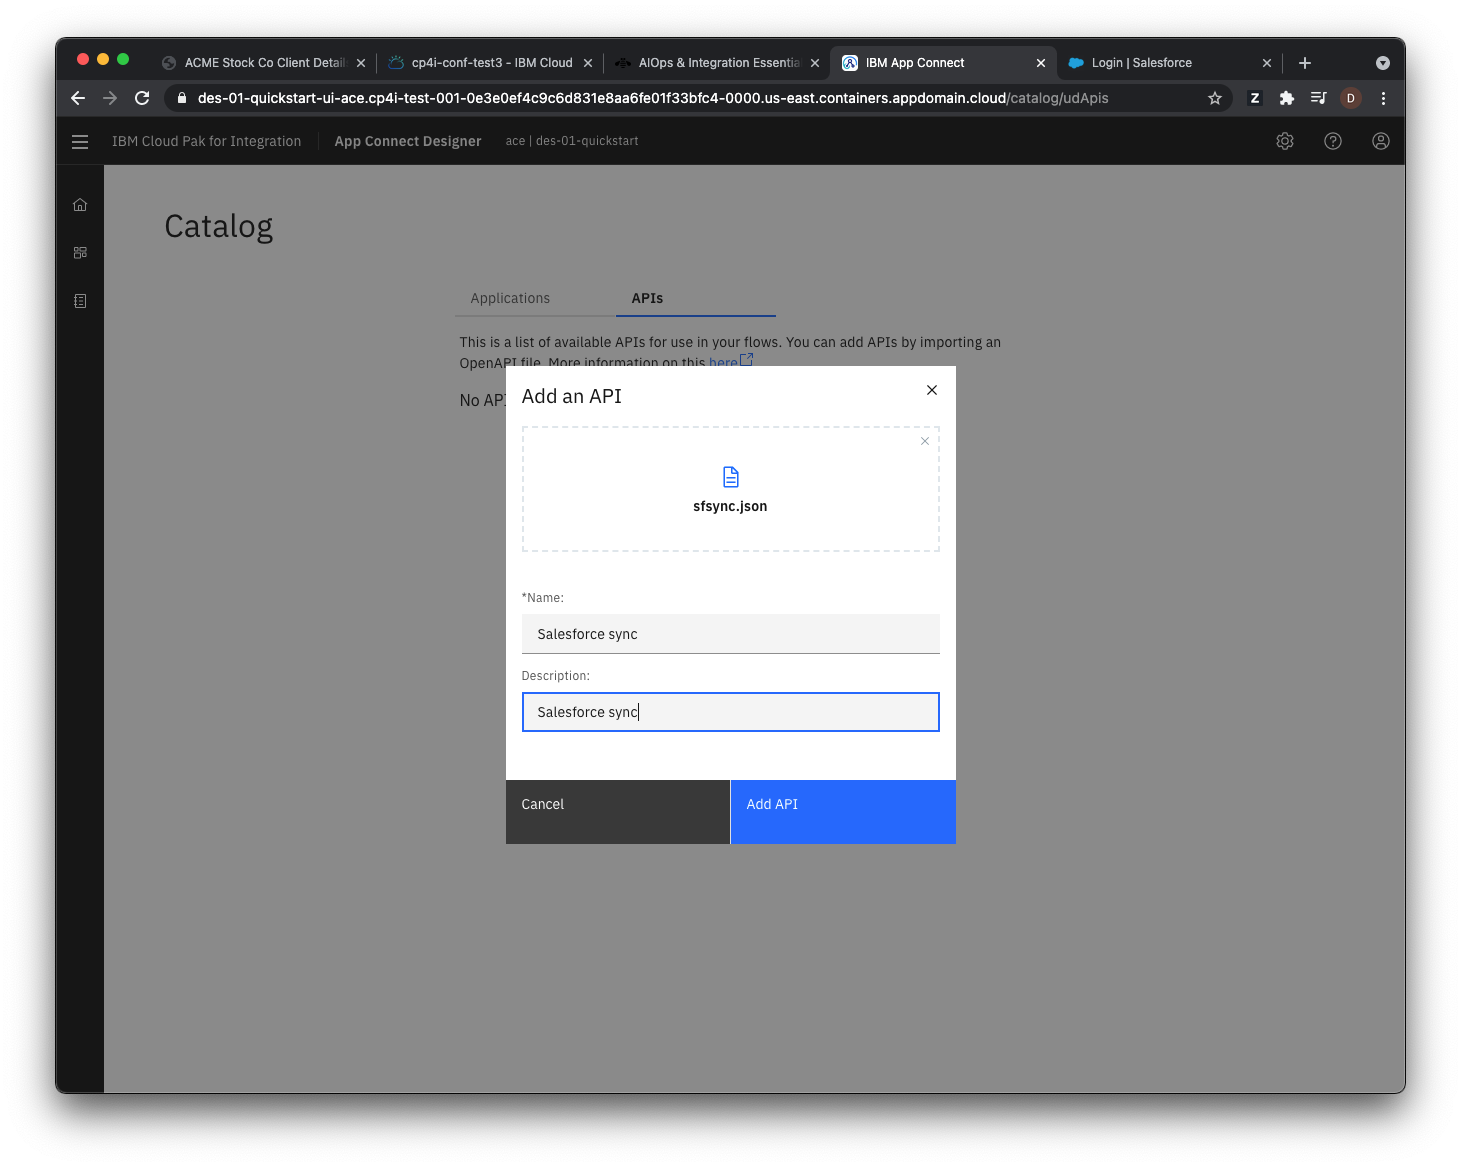 ACME Stock Co Client Detail
cp4i-conf-test3 - IBM Cloud
AIOps & Integration Essentia
IBM App Connect
Login | Salesforce
des-01-quickstart-ui-ace.cp4i-test-001-0e3e0ef4c9c6d831e8aa6fe01f33bfc4-0000.us-east.containers.appdomain.cloud/catalog/udApis
Z
D
IBM Cloud Pak for Integration
App Connect Designer
ace | des-01-quickstart
Catalog
Applications
APIs
This is a list of available APIs for use in your flows. You can add APIs by importing an
OpenAPI file. More information on this here
No API
Add an API
sfsync.json
*Name:
Salesforce sync
Description:
Salesforce sync
Cancel
Add API